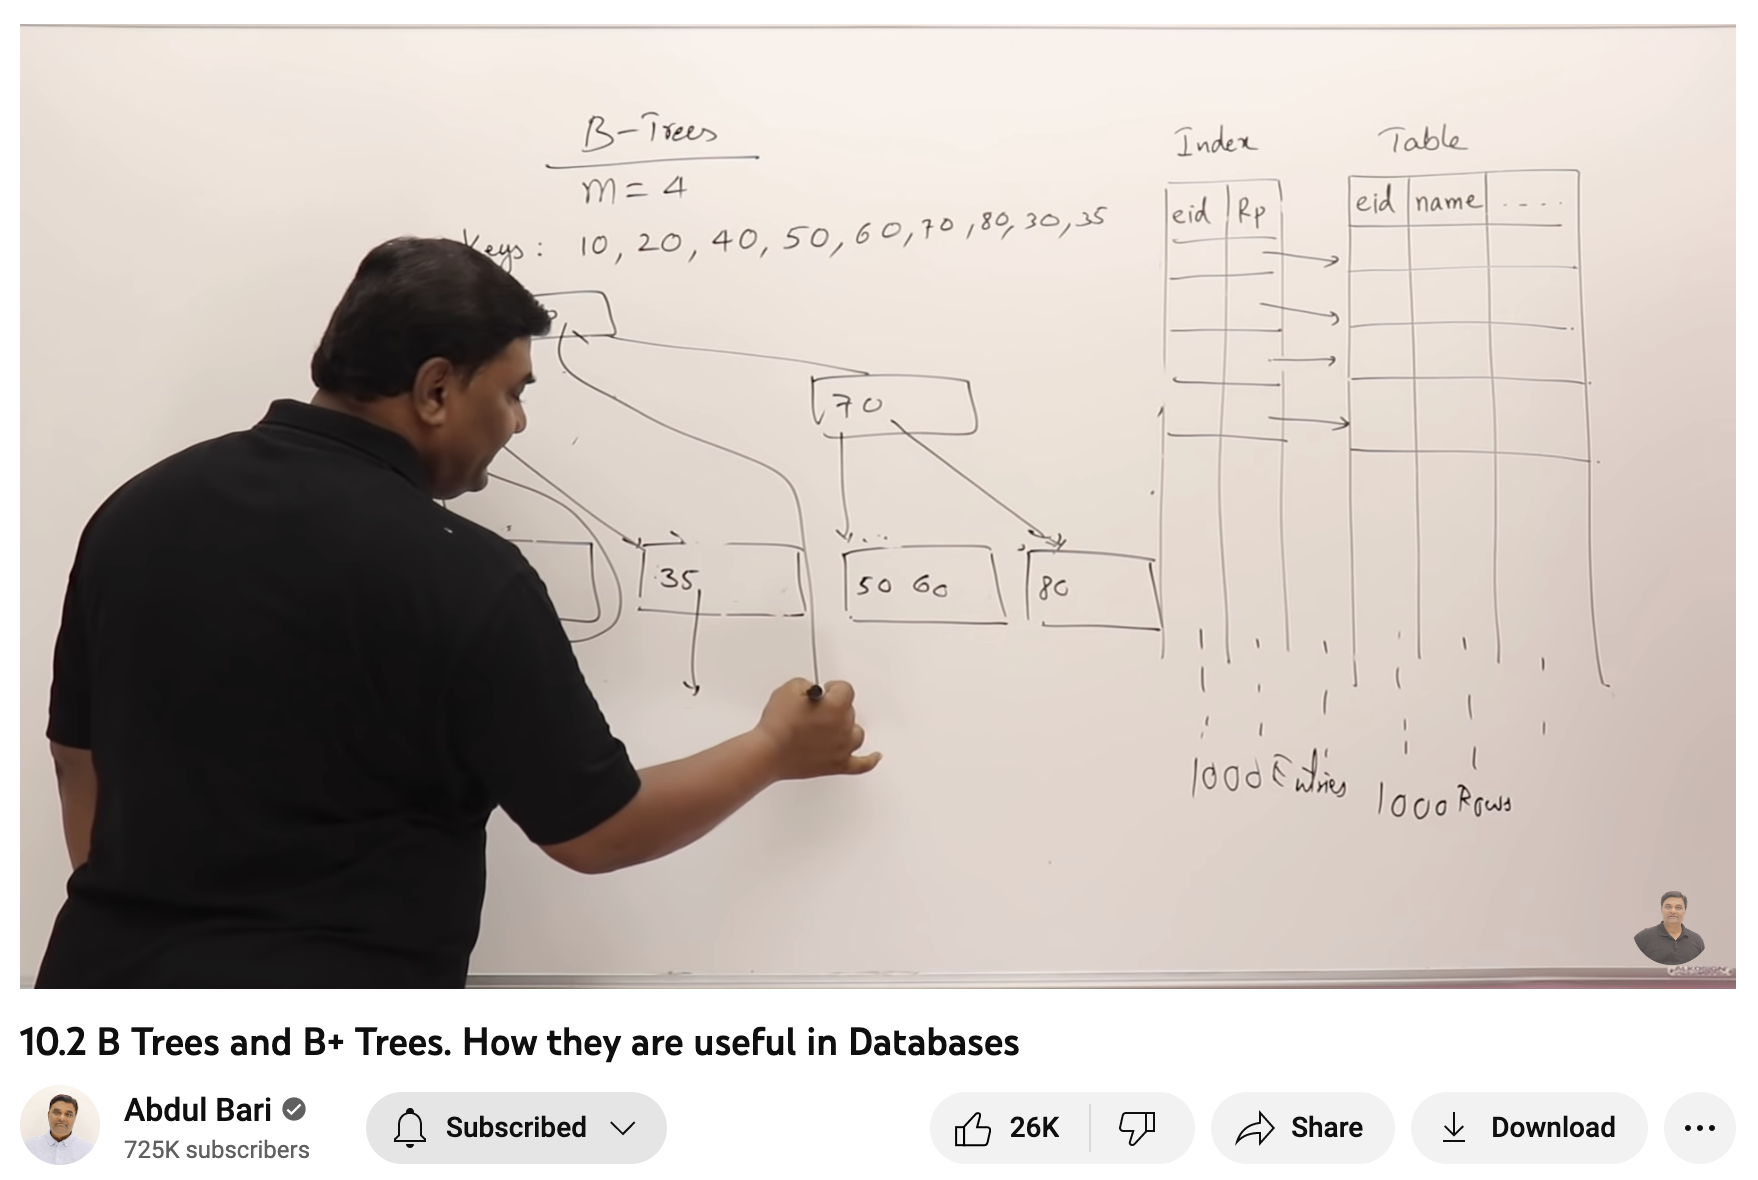 B-Trees
m = 4
Keys : 10, 20, 40, 50, 60, 70, 80, 30, 35
70
35
50 60
80
Index
eid Rp
1000 Entries
Table
eid name ....
1000 Rows
10.2 B Trees and B+ Trees. How they are useful in Databases
Abdul Bari
725K subscribers
Subscribed
26K
Share
Download